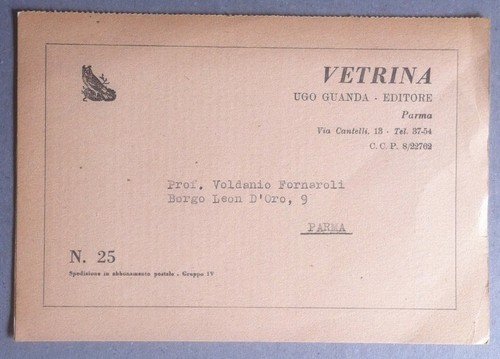 VETRINA
UGO GUANDA - EDITORE
Parma
Via Cantelli, 13 - Tel. 37-54
C. C. P. 8/22762
Prof. Voldanio Fornaroli
Borgo Leon D'Oro, 9
PARMA
N. 25
Spedizione in abbonamento postale - Gruppo IV